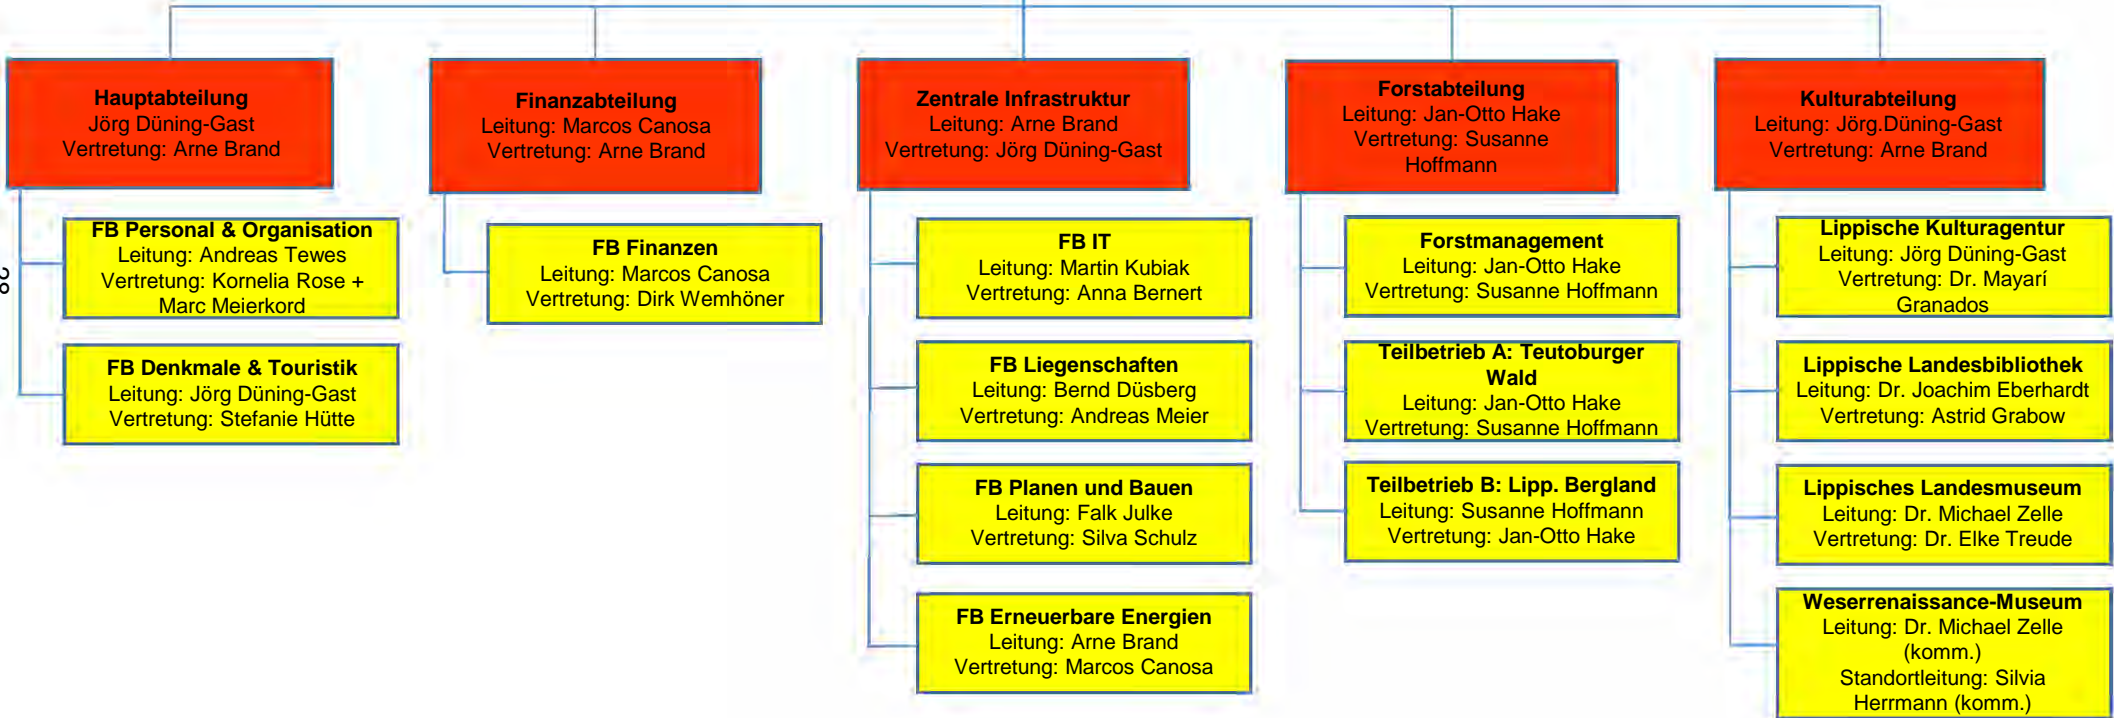 Hauptabteilung
Jörg Düning-Gast
Vertretung: Arne Brand
FB Personal & Organisation
Leitung: Andreas Tewes
Vertretung: Kornelia Rose +
Marc Meierkord
FB Denkmale & Touristik
Leitung: Jörg Düning-Gast
Vertretung: Stefanie Hütte
Finanzabteilung
Leitung: Marcos Canosa
Vertretung: Arne Brand
FB Finanzen
Leitung: Marcos Canosa
Vertretung: Dirk Wemhöner
Zentrale Infrastruktur
Leitung: Arne Brand
Vertretung: Jörg Düning-Gast
FB IT
Leitung: Martin Kubiak
Vertretung: Anna Bernert
FB Liegenschaften
Leitung: Bernd Düsberg
Vertretung: Andreas Meier
FB Planen und Bauen
Leitung: Falk Julke
Vertretung: Silva Schulz
FB Erneuerbare Energien
Leitung: Arne Brand
Vertretung: Marcos Canosa
Forstabteilung
Leitung: Jan-Otto Hake
Vertretung: Susanne
Hoffmann
Forstmanagement
Leitung: Jan-Otto Hake
Vertretung: Susanne Hoffmann
Teilbetrieb A: Teutoburger
Wald
Leitung: Jan-Otto Hake
Vertretung: Susanne Hoffmann
Teilbetrieb B: Lipp. Bergland
Leitung: Susanne Hoffmann
Vertretung: Jan-Otto Hake
Kulturabteilung
Leitung: Jörg.Düning-Gast
Vertretung: Arne Brand
Lippische Kulturagentur
Leitung: Jörg Düning-Gast
Vertretung: Dr. Mayarí
Granados
Lippische Landesbibliothek
Leitung: Dr. Joachim Eberhardt
Vertretung: Astrid Grabow
Lippisches Landesmuseum
Leitung: Dr. Michael Zelle
Vertretung: Dr. Elke Treude
Weserrenaissance-Museum
Leitung: Dr. Michael Zelle
(komm.)
Standortleitung: Silvia
Herrmann (komm.)